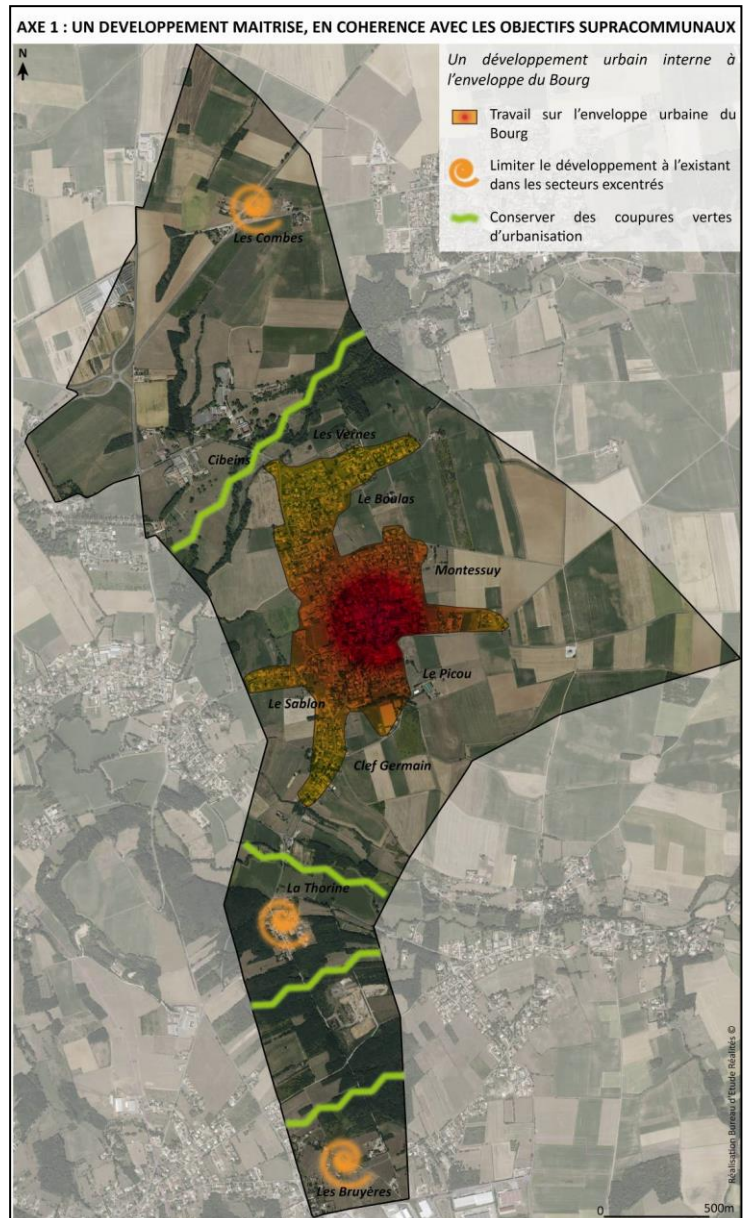 AXE 1 : UN DEVELOPPEMENT MAITRISE, EN COHERENCE AVEC LES OBJECTIFS SUPRACOMMUNAUX
N
Un développement urbain interne à
l'enveloppe du Bourg
Travail sur l'enveloppe urbaine du
Bourg
Limiter le développement à l'existant
dans les secteurs excentrés
Conserver des coupures vertes
d'urbanisation
Les Combes
Les Vernes
Cibeins
Le Boulas
Montessuy
Le Picou
Le Sablon
Clef Germain
La Thorine
Les Bruyères
Réalisation Bureau d'Etude Réalités ©
0 500m